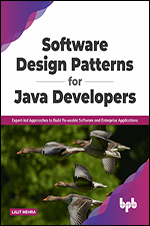 Software
Design Patterns
for
Java Developers
Expert-led Approaches to Build Re-usable Software and Enterprise Applications
LALIT MEHRA
bpb